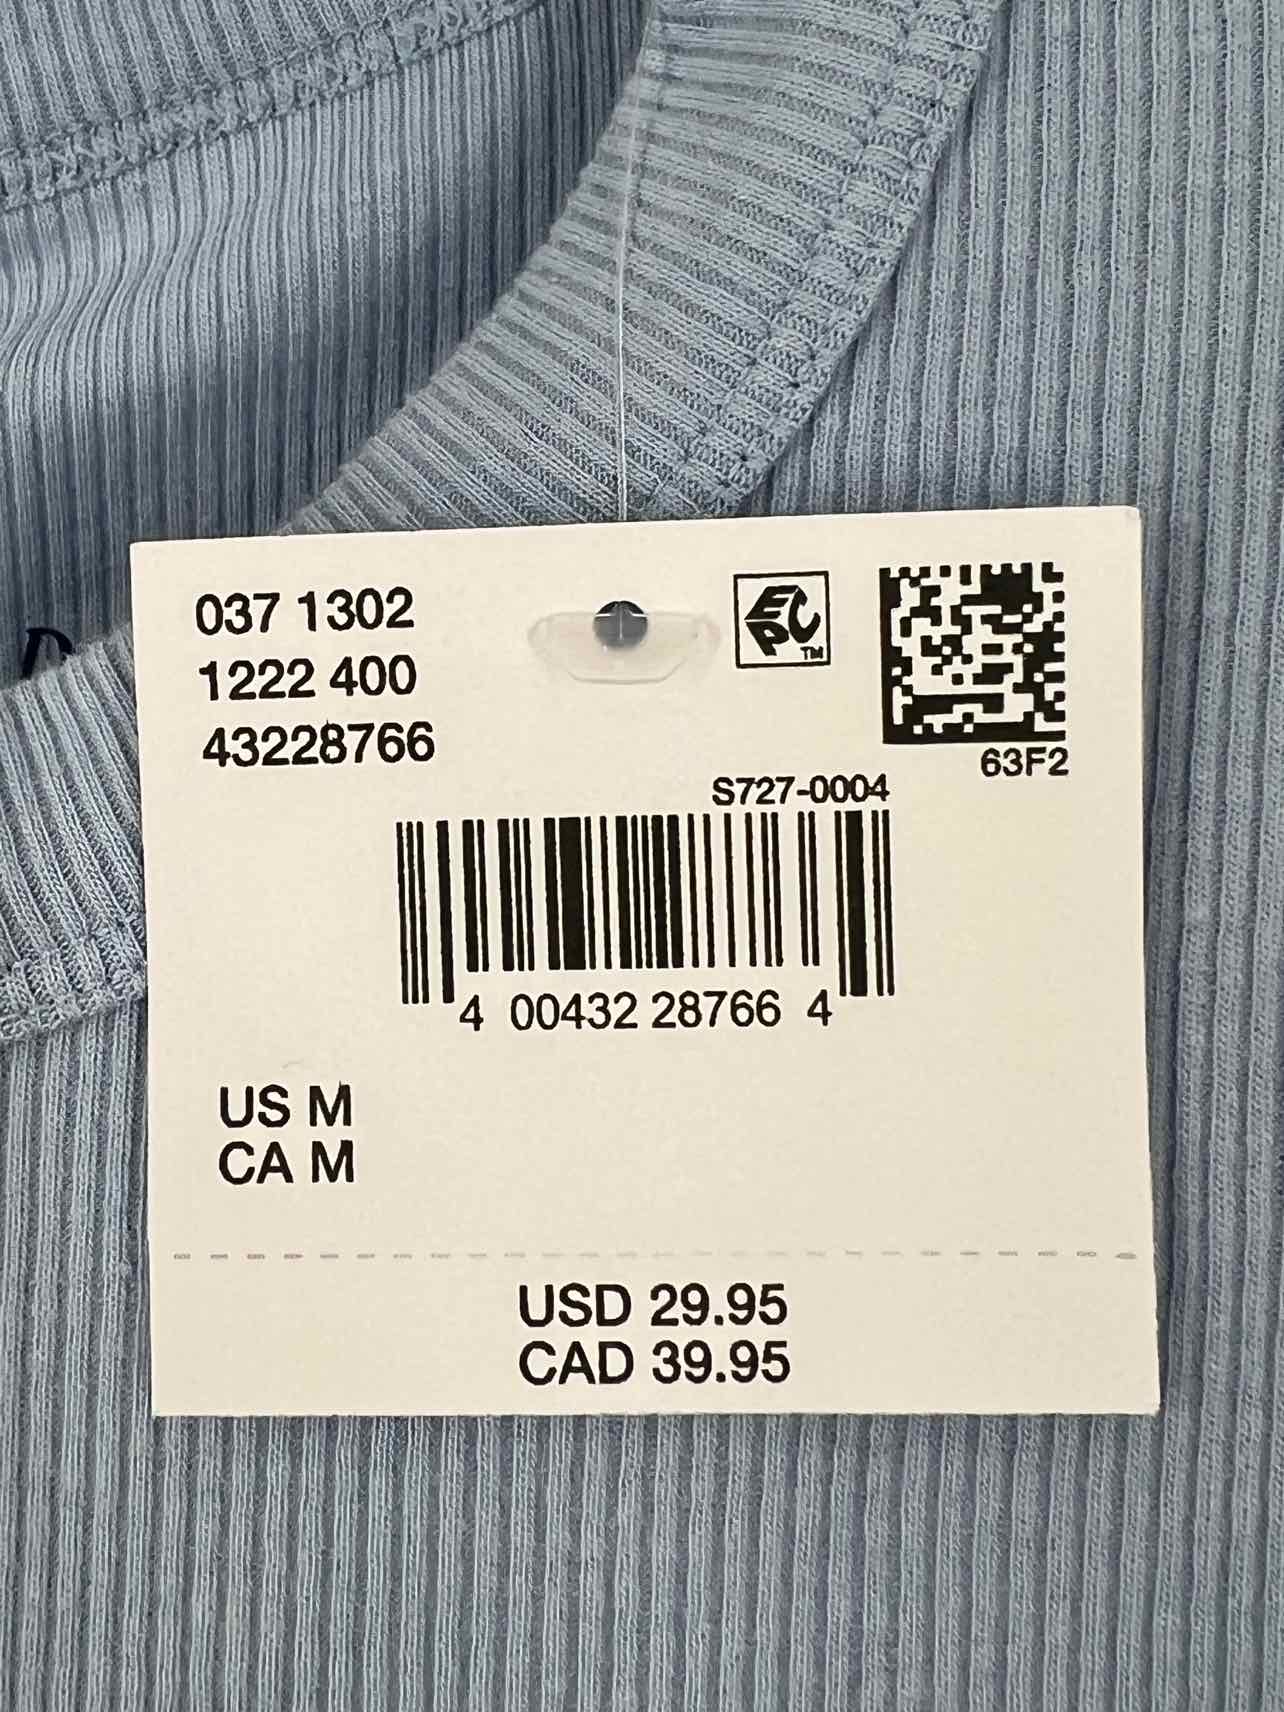 037 1302
1222 400
43228766
EPC
TM
63F2
S727-0004
4 00432 28766 4
US M
CA M
USD 29.95
CAD 39.95